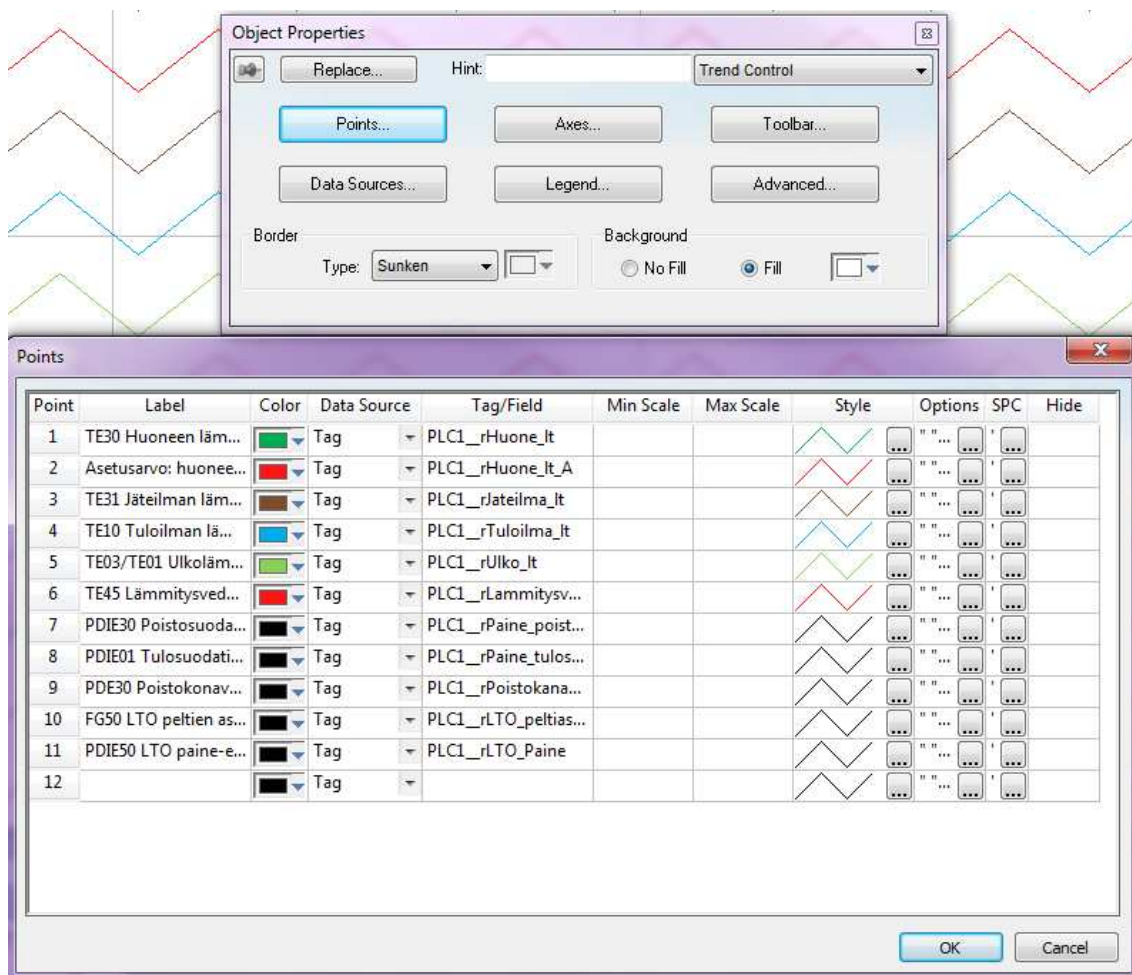 Object Properties
Replace... Hint: Trend Control
Points... Axes... Toolbar...
Data Sources... Legend... Advanced...
Border Background
Type: Sunken No Fill Fill
Points
Point Label Color Data Source Tag/Field Min Scale Max Scale Style Options SPC Hide
1 TE30 Huoneen läm... Tag PLC1__rHuone_lt " "... ... ' ...
2 Asetusarvo: huonee... Tag PLC1__rHuone_lt_A " "... ... ' ...
3 TE31 Jäteilman läm... Tag PLC1__rJateilma_lt " "... ... ' ...
4 TE10 Tuloilman lä... Tag PLC1__rTuloilma_lt " "... ... ' ...
5 TE03/TE01 Ulkoläm... Tag PLC1__rUlko_lt " "... ... ' ...
6 TE45 Lämmitysved... Tag PLC1__rLammitysv... " "... ... ' ...
7 PDIE30 Poistosuoda... Tag PLC1__rPaine_poist... " "... ... ' ...
8 PDIE01 Tulosuodati... Tag PLC1__rPaine_tulos... " "... ... ' ...
9 PDE30 Poistokonav... Tag PLC1__rPoistokana... " "... ... ' ...
10 FG50 LTO peltien as... Tag PLC1__rLTO_peltias... " "... ... ' ...
11 PDIE50 LTO paine-e... Tag PLC1__rLTO_Paine " "... ... ' ...
12 Tag " "... ... ' ...
OK Cancel